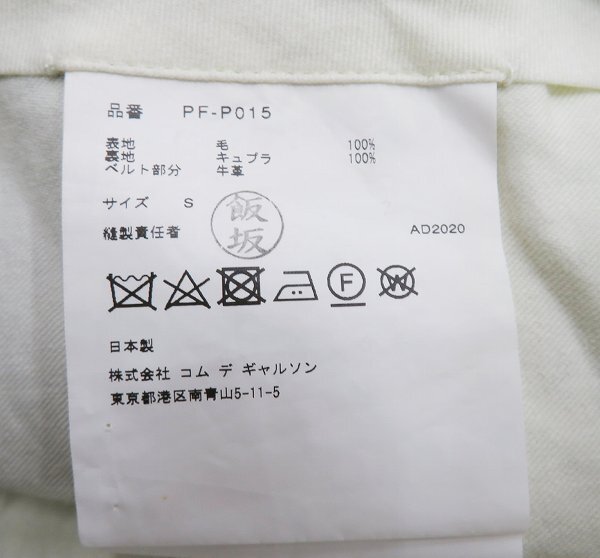 品番 PF-P015
表地 毛 100%
裏地 キュプラ 100%
ベルト部分 牛革
サイズ S
飯坂
縫製責任者 AD2020
F W
日本製
株式会社 コム デ ギャルソン
東京都港区南青山5-11-5